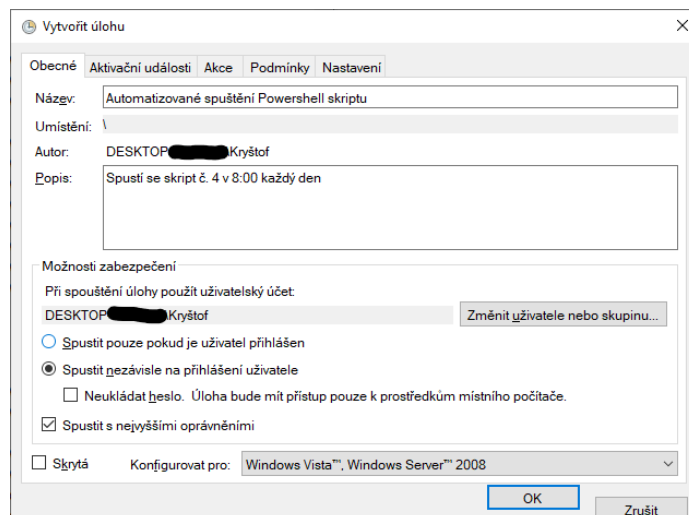 Vytvořit úlohu
Obecné Aktivační události Akce Podmínky Nastavení
Název: Automatizované spuštění Powershell skriptu
Umístění: \
Autor: DESKTOP Kryštof
Popis: Spustí se skript č. 4 v 8:00 každý den
Možnosti zabezpečení
Při spouštění úlohy použít uživatelský účet:
DESKTOP Kryštof Změnit uživatele nebo skupinu...
Spustit pouze pokud je uživatel přihlášen
Spustit nezávisle na přihlášení uživatele
Neukládat heslo. Úloha bude mít přístup pouze k prostředkům místního počítače.
Spustit s nejvyššími oprávněními
Skrytá Konfigurovat pro: Windows Vista™, Windows Server™ 2008
OK Zrušit